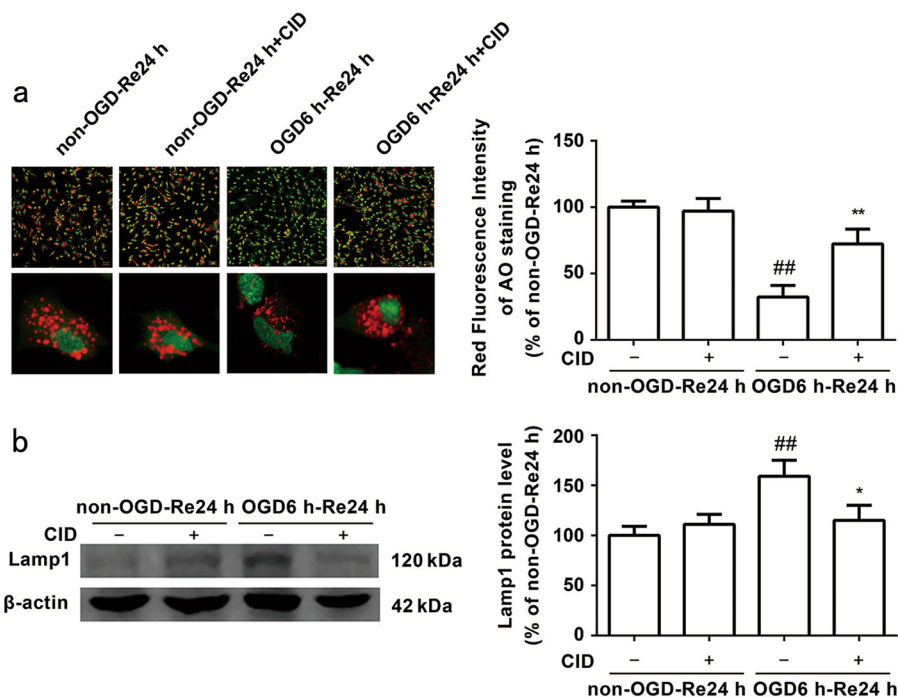 a
non-OGD-Re24 h
non-OGD-Re24 h+CID
OGD6 h-Re24 h
OGD6 h-Re24 h+CID
Red Fluorescence Intensity
of AO staining
(% of non-OGD-Re24 h)
150
100
50
0
##
**
CID – + – +
non-OGD-Re24 h OGD6 h-Re24 h
b
non-OGD-Re24 h OGD6 h-Re24 h
CID – + – +
Lamp1 120 kDa
β-actin 42 kDa
Lamp1 protein level
(% of non-OGD-Re24 h)
200
150
100
50
0
##
*
CID – + – +
non-OGD-Re24 h OGD6 h-Re24 h